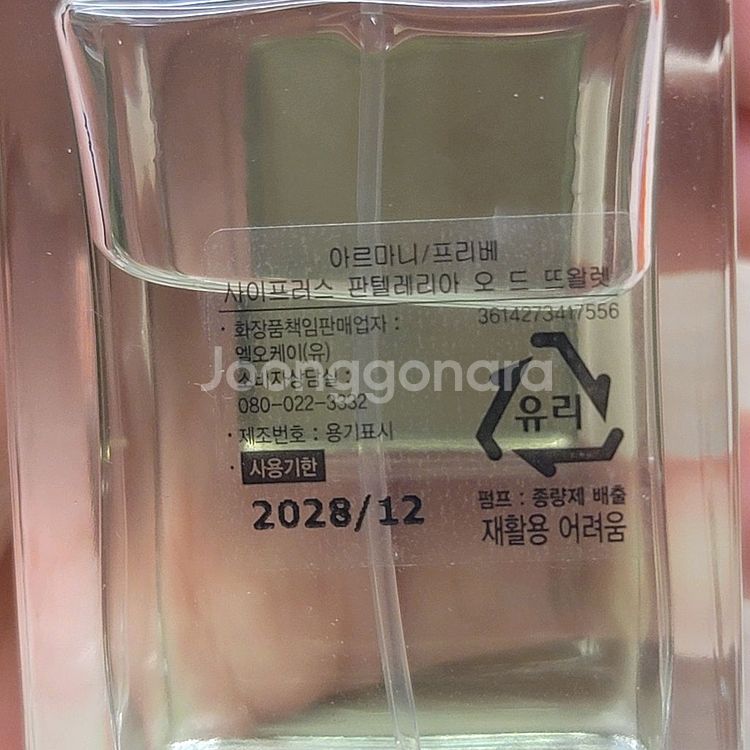 아르마니/프리베
사이프러스 판텔레리아 오 드 뚜왈렛
3614273417556
· 화장품책임판매업자 :
엘오케이(유)
소비자상담실 :
080-022-3332
· 제조번호 : 용기표시
· 사용기한
2028/12
유리
펌프 : 종량제 배출
재활용 어려움
Joonggonara